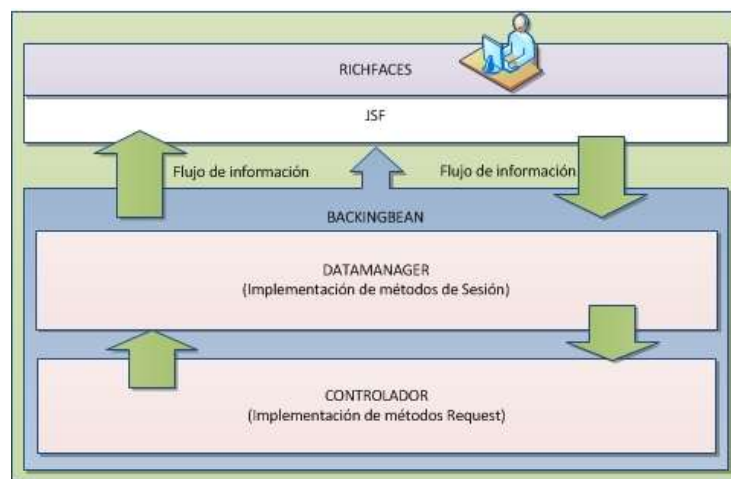 RICHFACES
JSF
Flujo de información
Flujo de información
BACKINGBEAN
DATAMANAGER
(Implementación de métodos de Sesión)
CONTROLADOR
(Implementación de métodos Request)